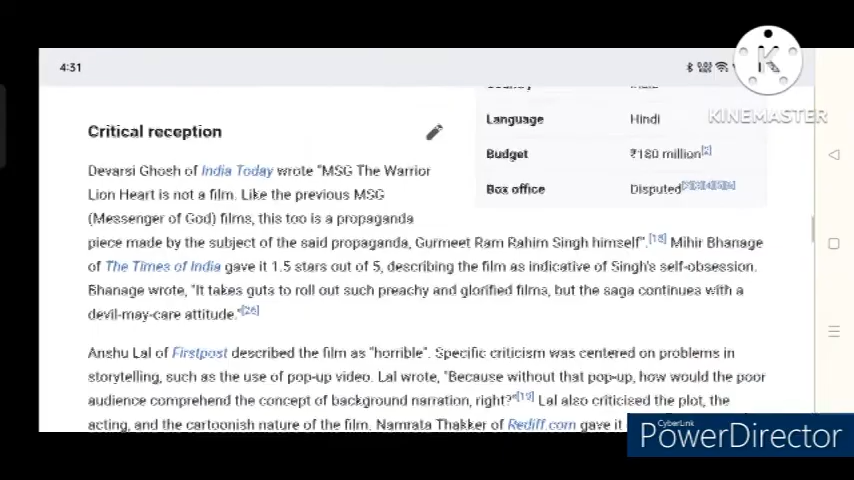 4:31
KINEMASTER
Critical reception
Language Hindi
Budget ₹180 million[2]
Box office Disputed
Devarsi Ghosh of India Today wrote "MSG The Warrior
Lion Heart is not a film. Like the previous MSG
(Messenger of God) films, this too is a propaganda
piece made by the subject of the said propaganda, Gurmeet Ram Rahim Singh himself".[18] Mihir Bhanage
of The Times of India gave it 1.5 stars out of 5, describing the film as indicative of Singh's self-obsession.
Bhanage wrote, "It takes guts to roll out such preachy and glorified films, but the saga continues with a
devil-may-care attitude."[26]
Anshu Lal of Firstpost described the film as "horrible". Specific criticism was centered on problems in
storytelling, such as the use of pop-up video. Lal wrote, "Because without that pop-up, how would the poor
audience comprehend the concept of background narration, right?"[19] Lal also criticised the plot, the
acting, and the cartoonish nature of the film. Namrata Thakker of Rediff.com gave it
CyberLink
PowerDirector